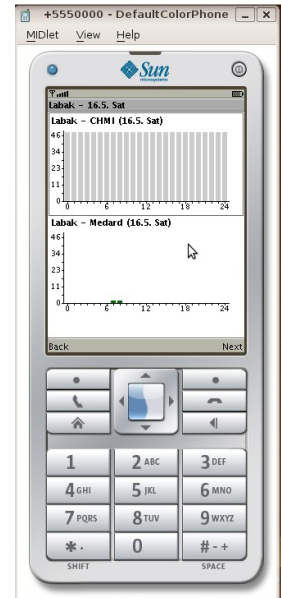 +5550000 - DefaultColorPhone
MIDlet View Help
Sun
microsystems
Labak - 16.5. Sat
Labak - CHMI (16.5. Sat)
46
34
23
11
0
0 6 12 18 24
Labak - Medard (16.5. Sat)
46
34
23
11
0
0 6 12 18 24
Back Next
1 2 ABC 3 DEF
4 GHI 5 JKL 6 MNO
7 PQRS 8 TUV 9 WXYZ
* . 0 # - +
SHIFT SPACE